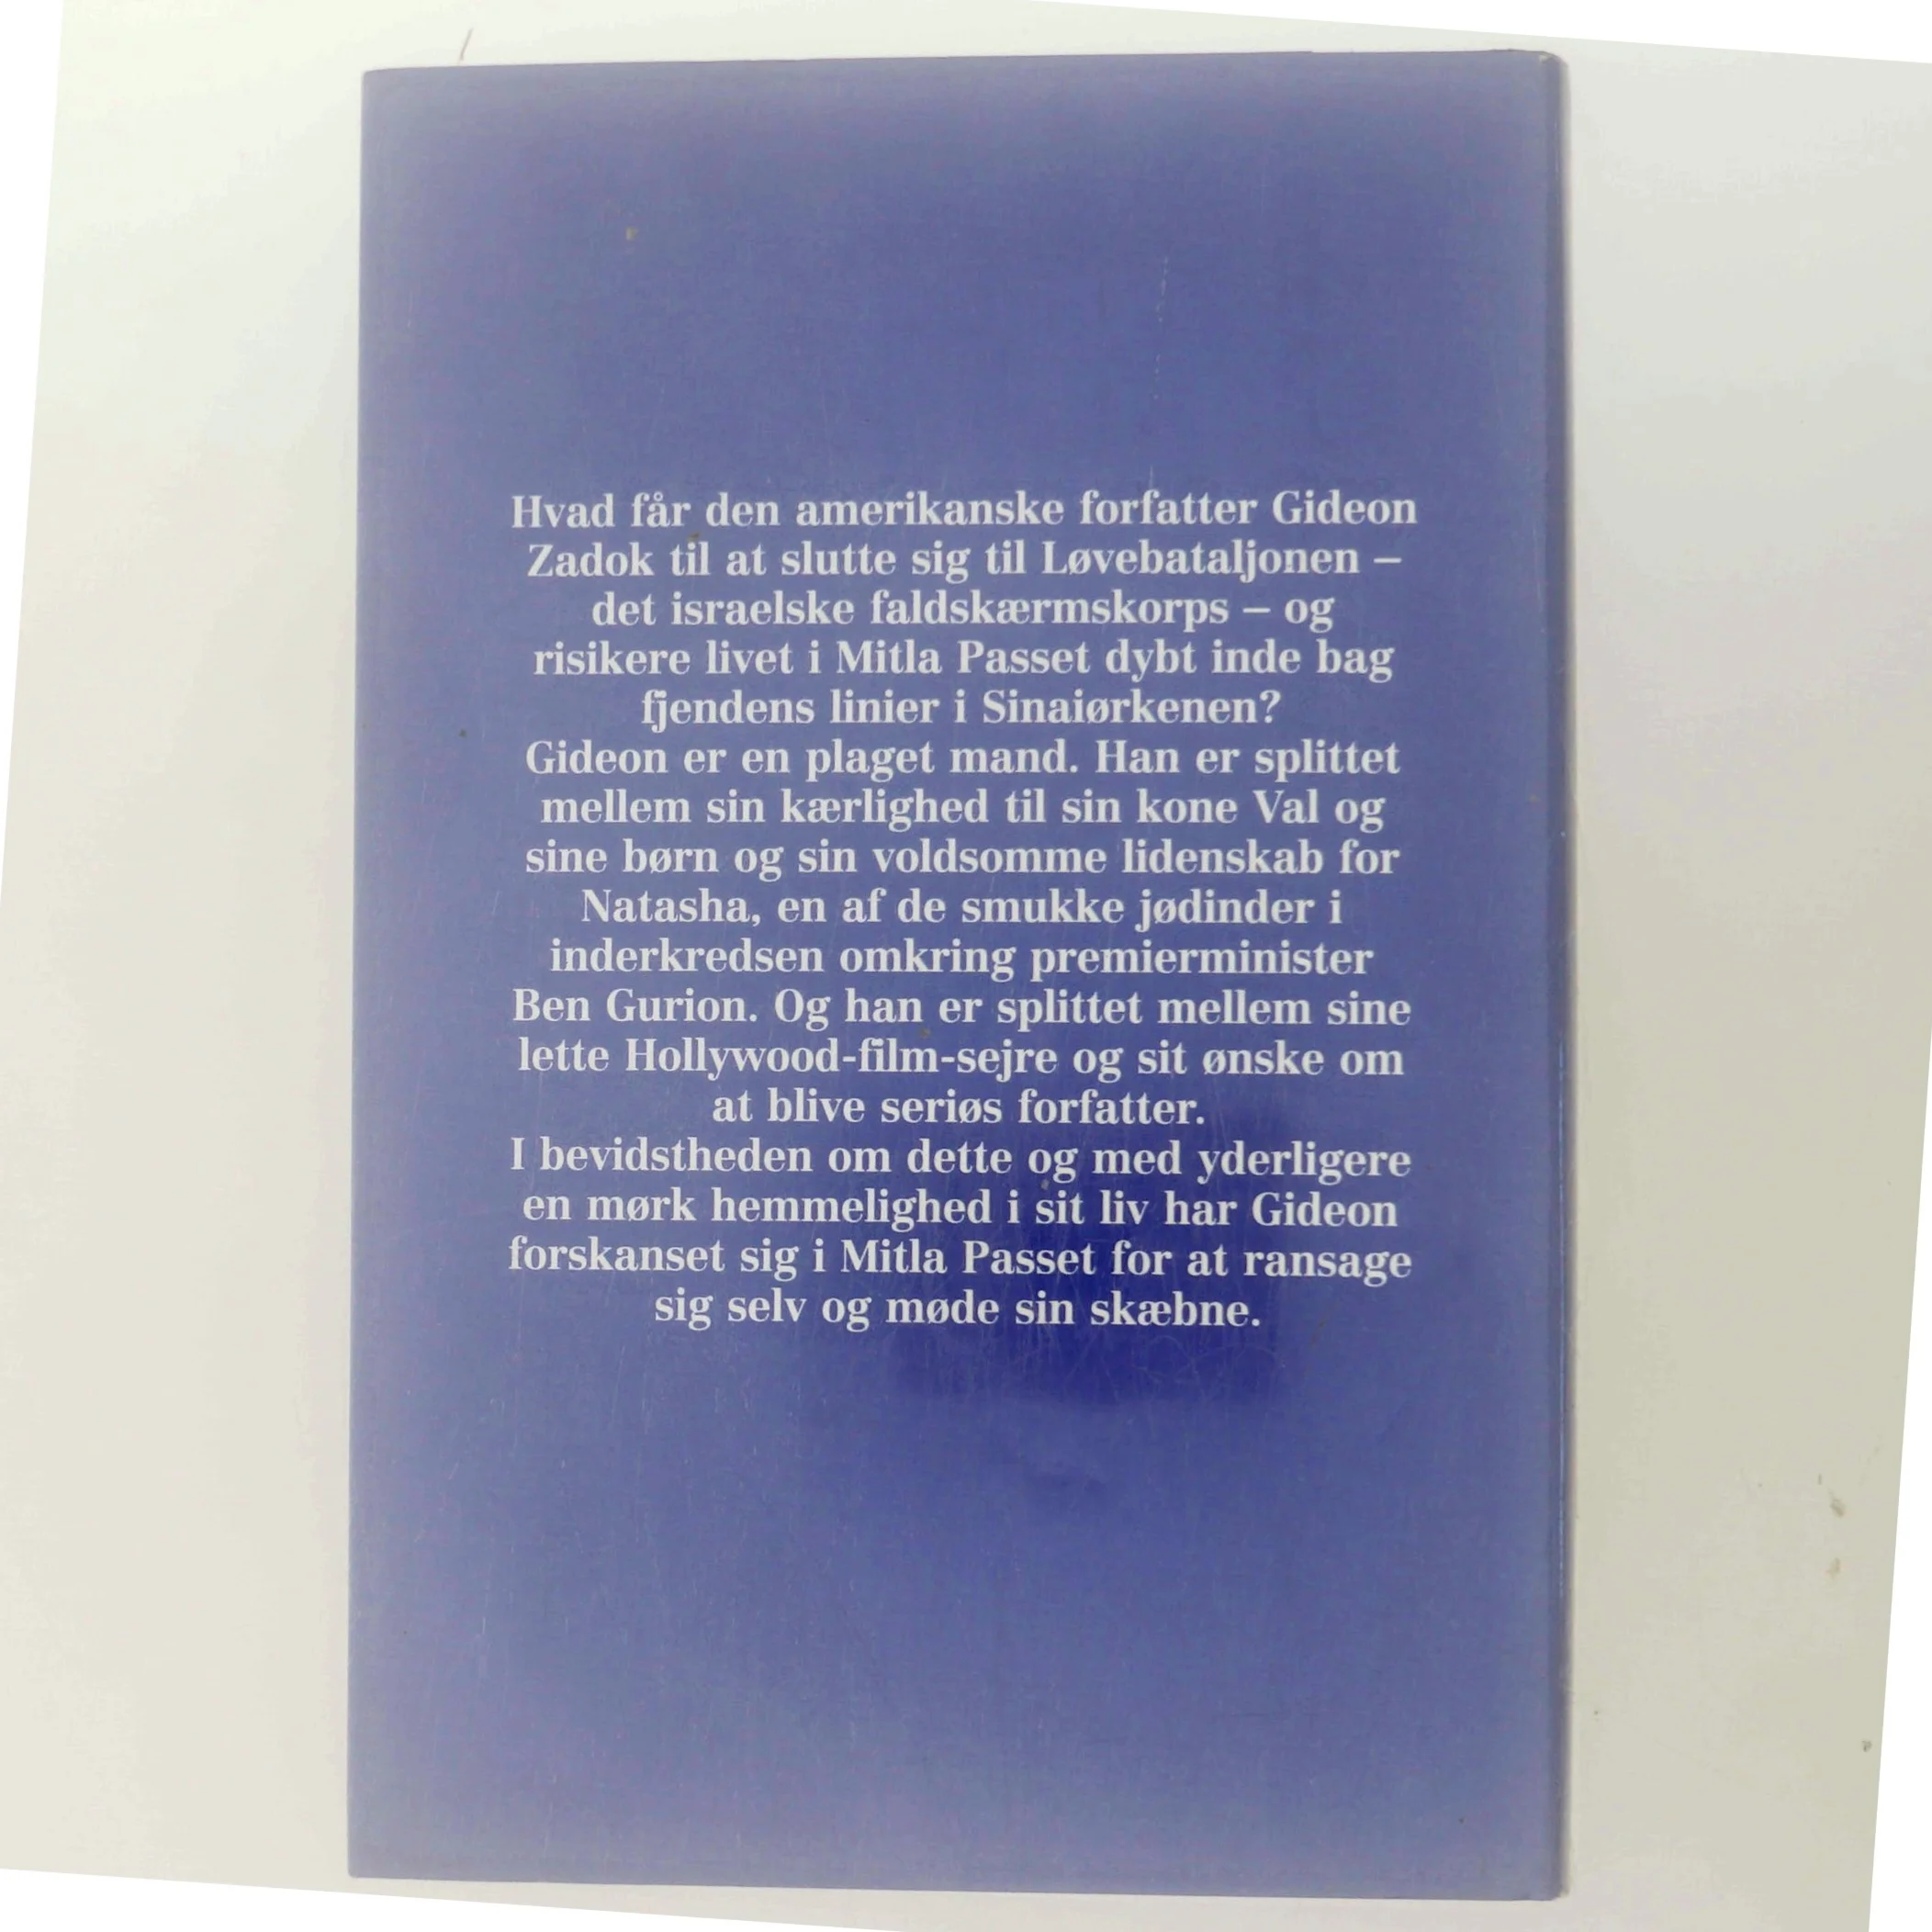 Hvad får den amerikanske forfatter Gideon
Zadok til at slutte sig til Løvebataljonen –
det israelske faldskærmskorps – og
risikere livet i Mitla Passet dybt inde bag
fjendens linier i Sinaiørkenen?
Gideon er en plaget mand. Han er splittet
mellem sin kærlighed til sin kone Val og
sine børn og sin voldsomme lidenskab for
Natasha, en af de smukke jødinder i
inderkredsen omkring premierminister
Ben Gurion. Og han er splittet mellem sine
lette Hollywood-film-sejre og sit ønske om
at blive seriøs forfatter.
I bevidstheden om dette og med yderligere
en mørk hemmelighed i sit liv har Gideon
forskanset sig i Mitla Passet for at ransage
sig selv og møde sin skæbne.